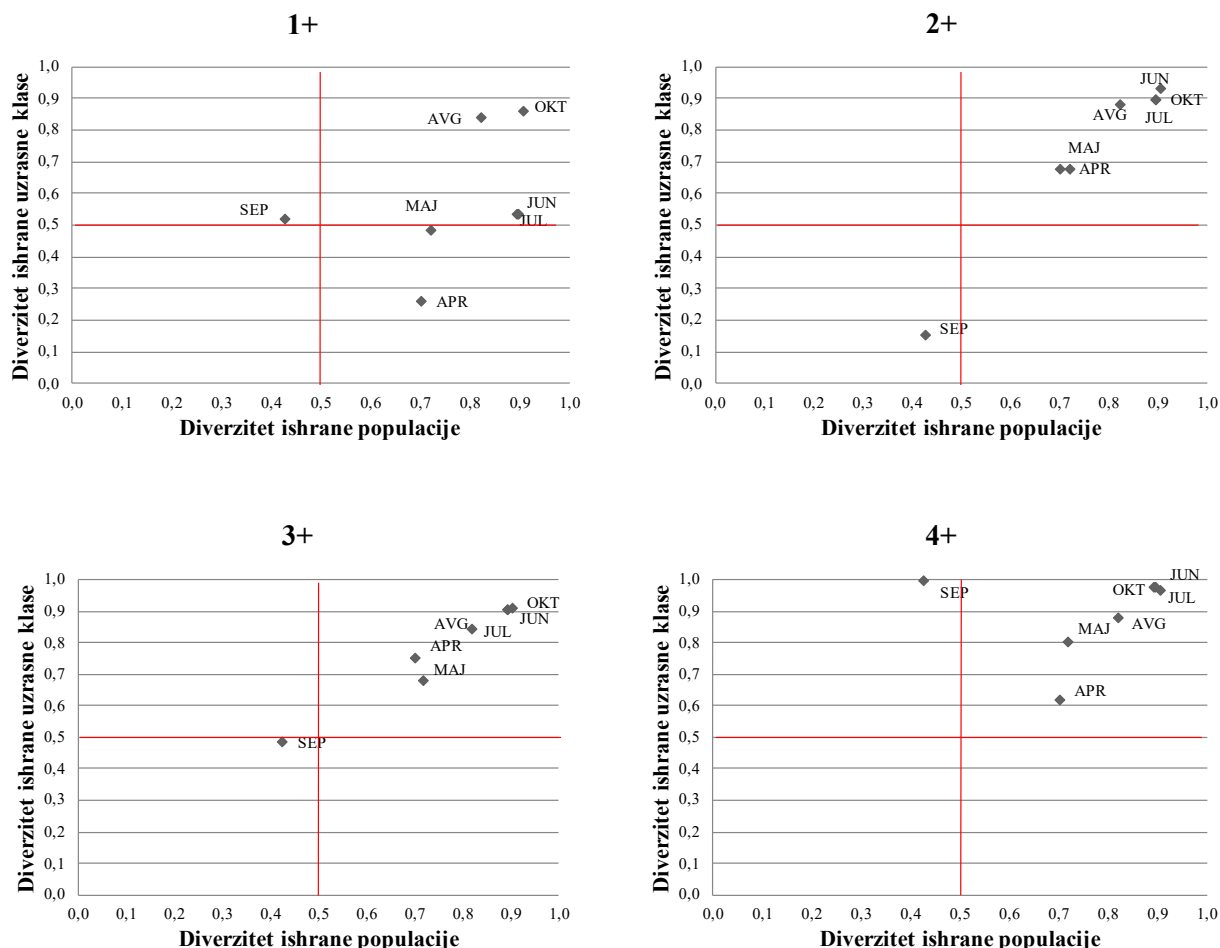 1+
Diverzitet ishrane uzrasne klase
1,0
0,9
0,8
0,7
0,6
0,5
0,4
0,3
0,2
0,1
0,0
AVG
OKT
SEP
MAJ
JUN
JUL
APR
0,0 0,1 0,2 0,3 0,4 0,5 0,6 0,7 0,8 0,9 1,0
Diverzitet ishrane populacije
2+
Diverzitet ishrane uzrasne klase
1,0
0,9
0,8
0,7
0,6
0,5
0,4
0,3
0,2
0,1
0,0
JUN
OKT
AVG
JUL
MAJ
APR
SEP
0,0 0,1 0,2 0,3 0,4 0,5 0,6 0,7 0,8 0,9 1,0
Diverzitet ishrane populacije
3+
Diverzitet ishrane uzrasne klase
1,0
0,9
0,8
0,7
0,6
0,5
0,4
0,3
0,2
0,1
0,0
OKT
JUN
AVG
JUL
APR
MAJ
SEP
0,0 0,1 0,2 0,3 0,4 0,5 0,6 0,7 0,8 0,9 1,0
Diverzitet ishrane populacije
4+
Diverzitet ishrane uzrasne klase
1,0
0,9
0,8
0,7
0,6
0,5
0,4
0,3
0,2
0,1
0,0
JUN
SEP
OKT
JUL
MAJ
AVG
APR
0,0 0,1 0,2 0,3 0,4 0,5 0,6 0,7 0,8 0,9 1,0
Diverzitet ishrane populacije